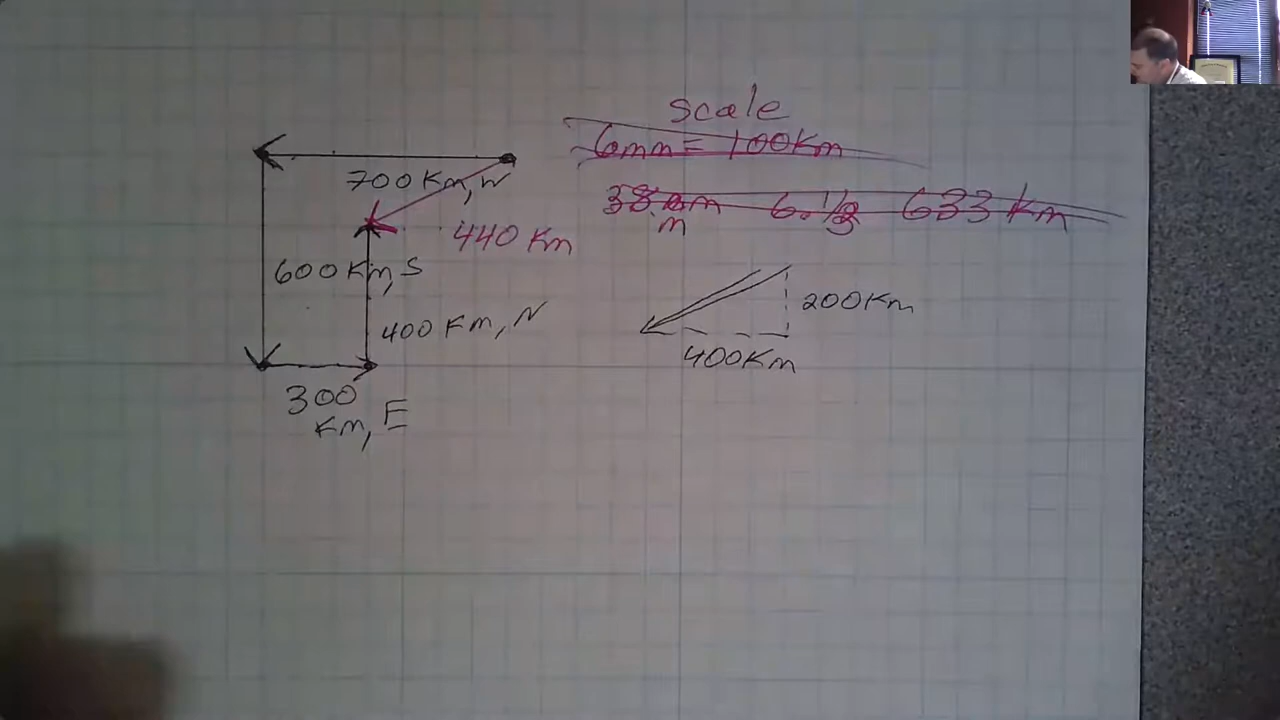 Scale
6mm = 100Km
38 mm 6.1/3 633 km
700 Km, W
440 Km
600 Km, S
200Km
400 Km, N
400Km
300
Km, E